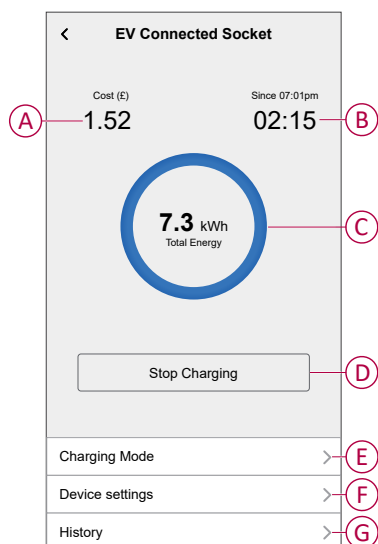 EV Connected Socket
Cost (£)
Since 07:01pm
A
1.52
02:15
B
7.3 kWh
Total Energy
C
Stop Charging
D
Charging Mode
E
Device settings
F
History
G